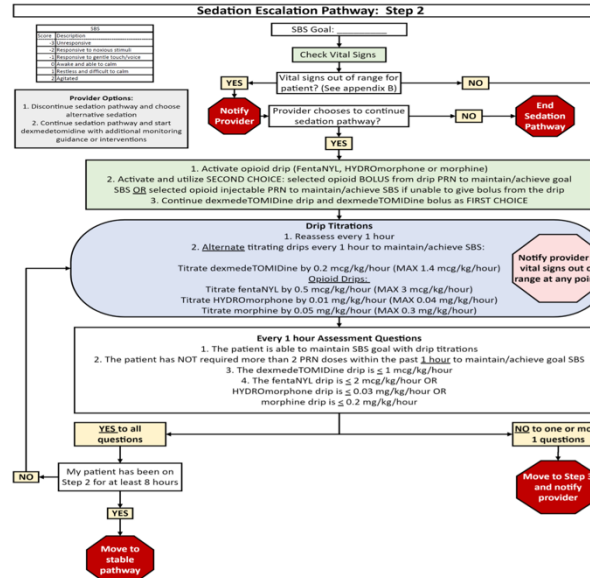 Sedation Escalation Pathway: Step 2
SBS
Score Description
-3 Unresponsive
-2 Responsive to noxious stimuli
-1 Responsive to gentle touch/voice
0 Awake and able to calm
1 Restless and difficult to calm
2 Agitated
SBS Goal: ________
Check Vital Signs
YES
Vital signs out of range for
patient? (See appendix B)
NO
Provider Options:
1. Discontinue sedation pathway and choose
alternative sedation
2. Continue sedation pathway and start
dexmedetomidine with additional monitoring
guidance or interventions
Notify
Provider
Provider chooses to continue
sedation pathway?
NO
End
Sedation
Pathway
YES
1. Activate opioid drip (FentaNYL, HYDROmorphone or morphine)
2. Activate and utilize SECOND CHOICE: selected opioid BOLUS from drip PRN to maintain/achieve goal
SBS OR selected opioid injectable PRN to maintain/achieve SBS if unable to give bolus from the drip
3. Continue dexmedeTOMIDine drip and dexmedeTOMIDine bolus as FIRST CHOICE
Drip Titrations
1. Reassess every 1 hour
2. Alternate titrating drips every 1 hour to maintain/achieve SBS:
Titrate dexmedeTOMIDine by 0.2 mcg/kg/hour (MAX 1.4 mcg/kg/hour)
Opioid Drips:
Titrate fentaNYL by 0.5 mcg/kg/hour (MAX 3 mcg/kg/hour)
Titrate HYDROmorphone by 0.01 mg/kg/hour (MAX 0.04 mg/kg/hour)
Titrate morphine by 0.05 mg/kg/hour (MAX 0.3 mg/kg/hour)
Notify provider
vital signs out o
range at any poin
Every 1 hour Assessment Questions
1. The patient is able to maintain SBS goal with drip titrations
2. The patient has NOT required more than 2 PRN doses within the past 1 hour to maintain/achieve goal SBS
3. The dexmedeTOMIDine drip is ≤ 1 mcg/kg/hour
4. The fentaNYL drip is ≤ 2 mcg/kg/hour OR
HYDROmorphone drip is ≤ 0.03 mg/kg/hour OR
morphine drip is ≤ 0.2 mg/kg/hour
YES to all
questions
NO to one or mo
1 questions
NO
My patient has been on
Step 2 for at least 8 hours
Move to Step 3
and notify
provider
YES
Move to
stable
pathway